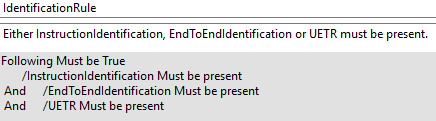 IdentificationRule
Either InstructionIdentification, EndToEndIdentification or UETR must be present.
Following Must be True
/InstructionIdentification Must be present
And /EndToEndIdentification Must be present
And /UETR Must be present